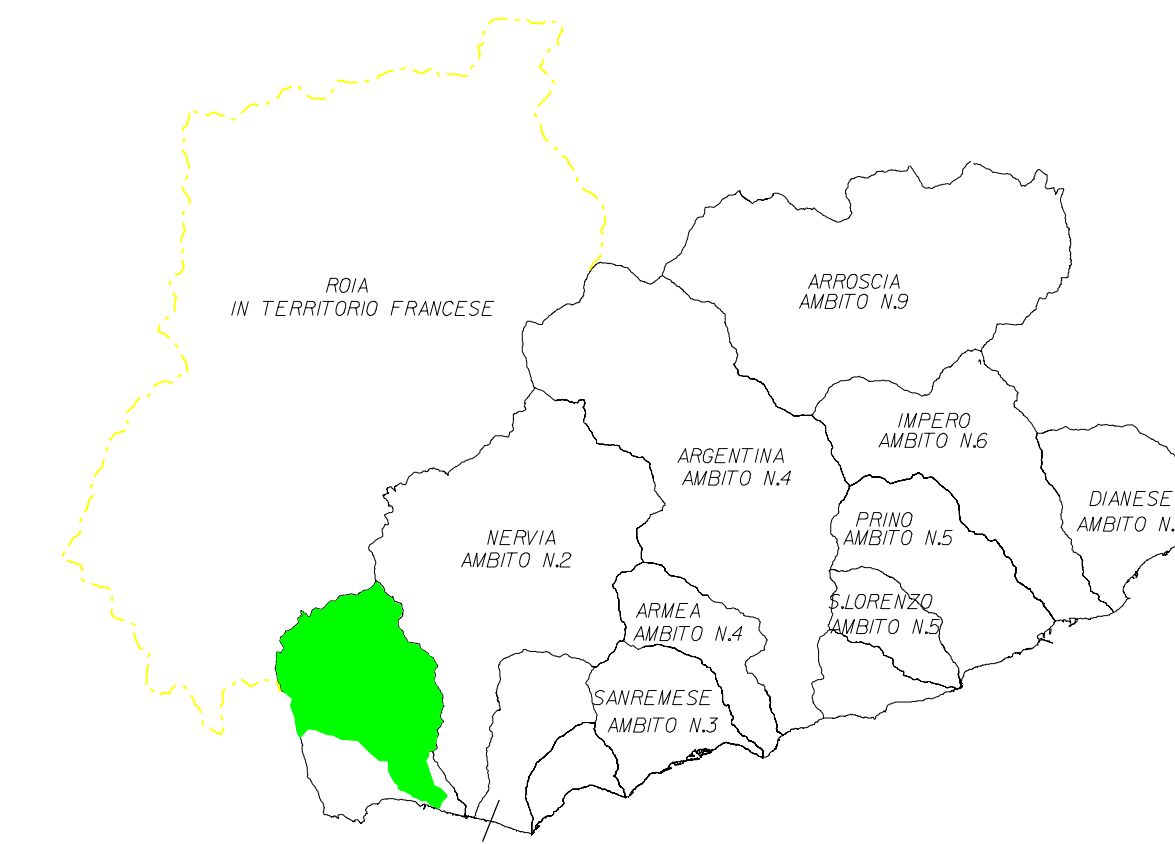 ROIA
IN TERRITORIO FRANCESE
ARROSCIA
AMBITO N.9
IMPERO
AMBITO N.6
ARGENTINA
AMBITO N.4
DIANESE
AMBITO N.
PRINO
AMBITO N.5
NERVIA
AMBITO N.2
S.LORENZO
AMBITO N.5
ARMEA
AMBITO N.4
SANREMESE
AMBITO N.3